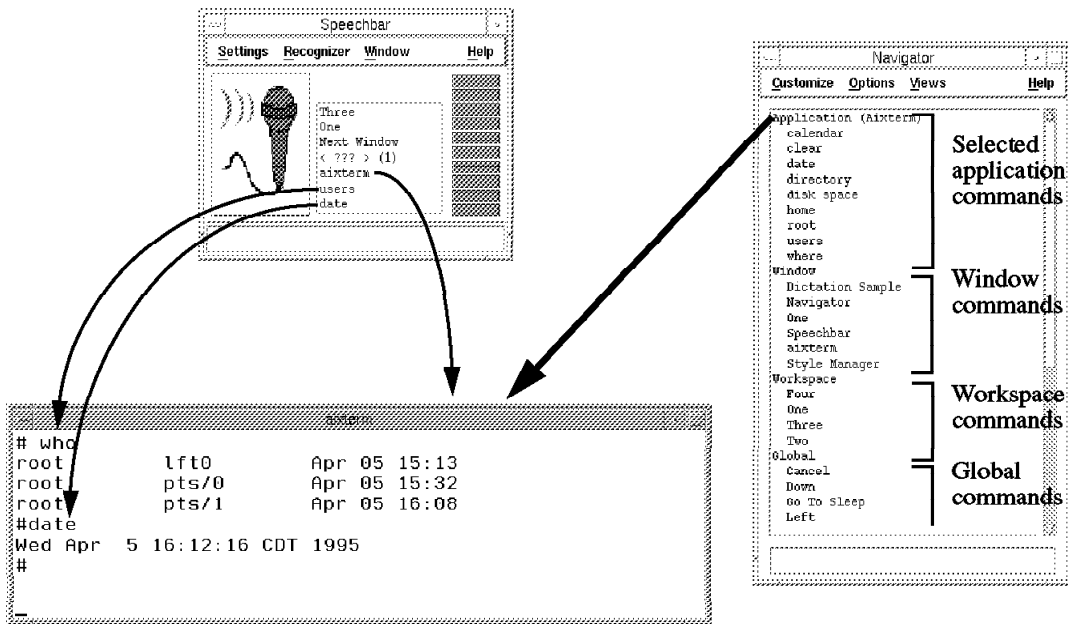 Speechbar
Settings Recognizer Window Help
Three
One
Next Window
< ??? > (1)
aixterm
users
date
Navigator
Customize Options Views Help
Application (Aixterm)
calendar
clear
date
directory
disk space
home
root
users
where
Window
Dictation Sample
Navigator
One
Speechbar
aixterm
Style Manager
Workspace
Four
One
Three
Two
Global
Cancel
Down
Go To Sleep
Left
Selected
application
commands
Window
commands
Workspace
commands
Global
commands
aixterm
# who
root lft0 Apr 05 15:13
root pts/0 Apr 05 15:32
root pts/1 Apr 05 16:08
#date
Wed Apr 5 16:12:16 CDT 1995
#